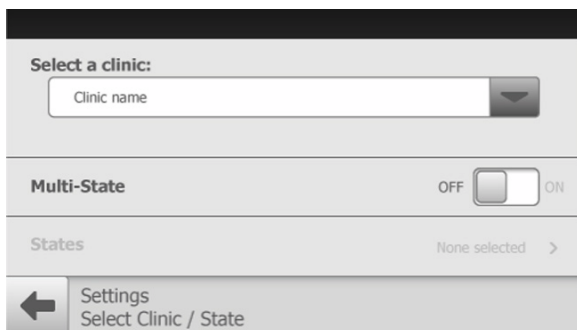 Select a clinic:
Clinic name
Multi-State OFF ON
States None selected >
Settings
Select Clinic / State